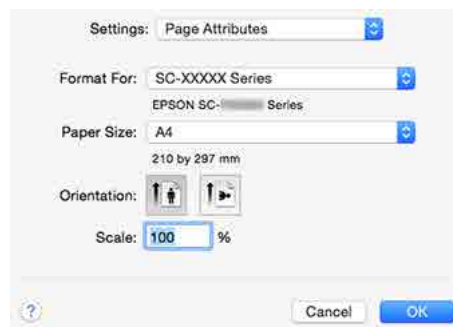 Settings: Page Attributes
Format For: SC-XXXXX Series
EPSON SC- Series
Paper Size: A4
210 by 297 mm
Orientation:
Scale: 100 %
? Cancel OK